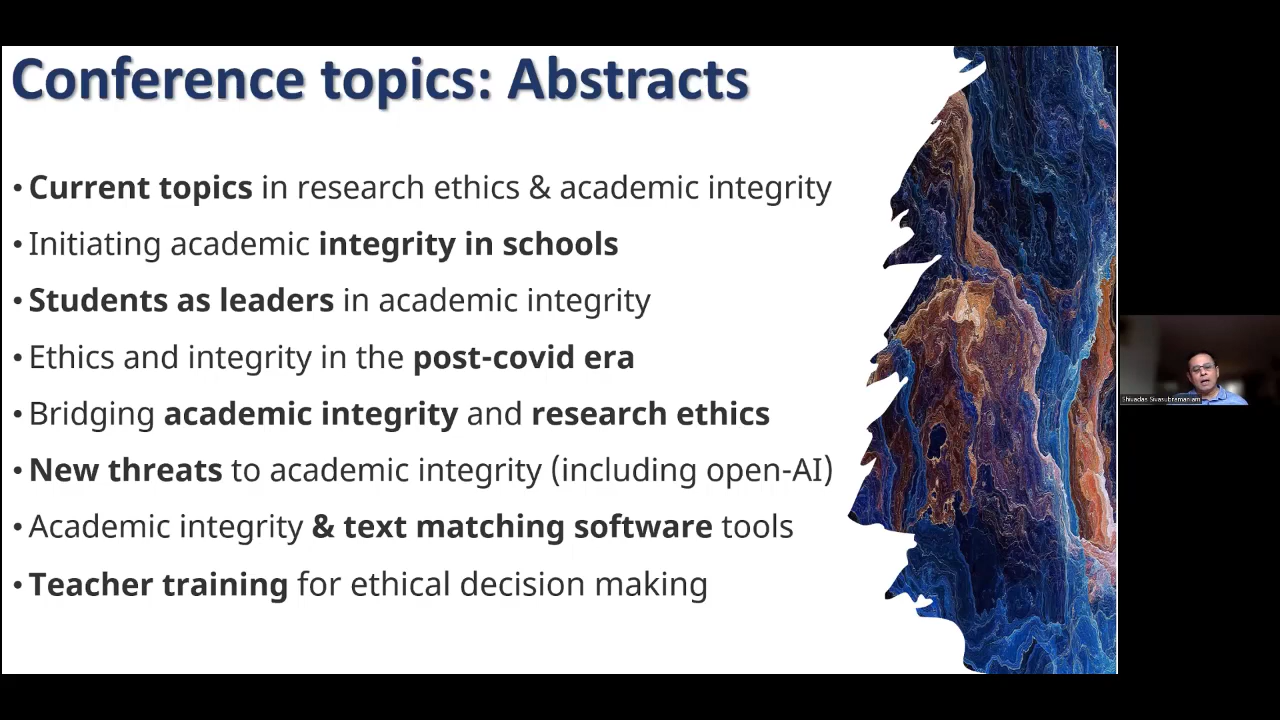 Conference topics: Abstracts
• Current topics in research ethics & academic integrity
• Initiating academic integrity in schools
• Students as leaders in academic integrity
• Ethics and integrity in the post-covid era
• Bridging academic integrity and research ethics
• New threats to academic integrity (including open-AI)
• Academic integrity & text matching software tools
• Teacher training for ethical decision making
Shivadas Sivasubramaniam